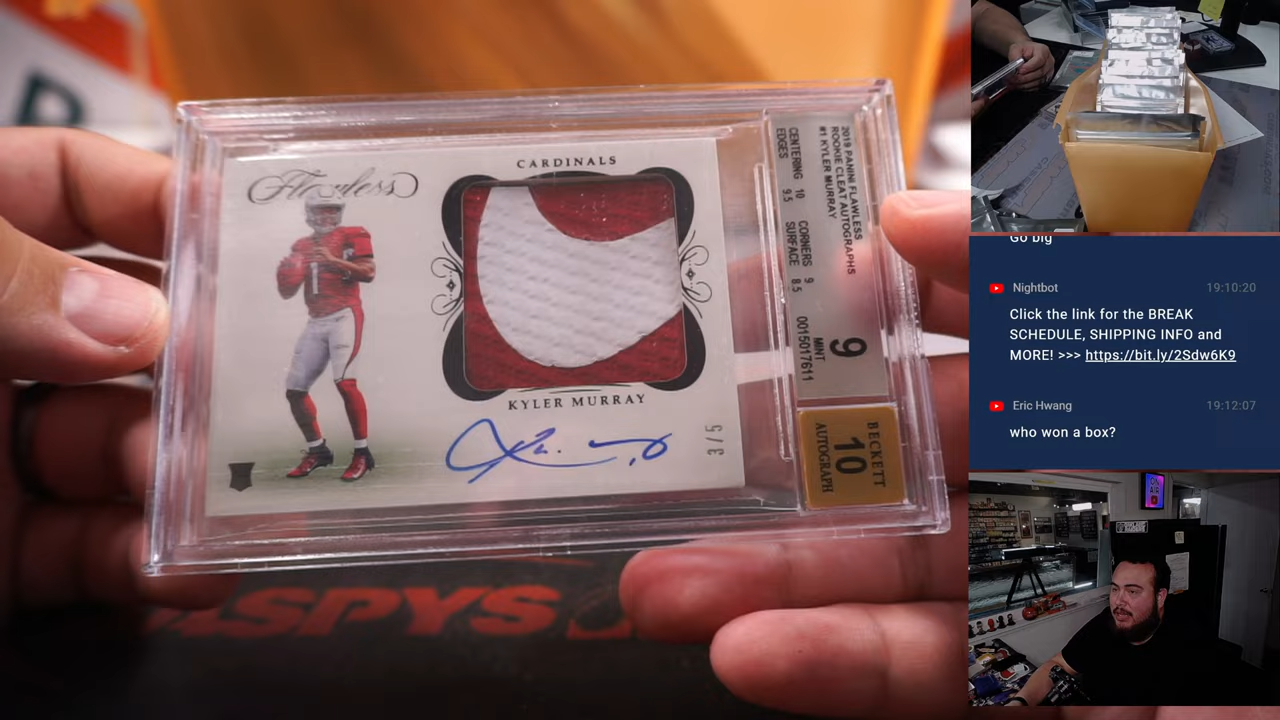 Flawless
CARDINALS
KYLER MURRAY
3/5
1
2019 PANINI FLAWLESS
ROOKIE CLEAT AUTOGRAPHS
#1 KYLER MURRAY
CENTERING 10 CORNERS 9
EDGES 9.5 SURFACE 8.5
9
MINT
0015017611
BECKETT
10
AUTOGRAPH
ASPYS
Go big
Nightbot 19:10:20
Click the link for the BREAK
SCHEDULE, SHIPPING INFO and
MORE! >>> https://bit.ly/2Sdw6K9
Eric Hwang 19:12:07
who won a box?